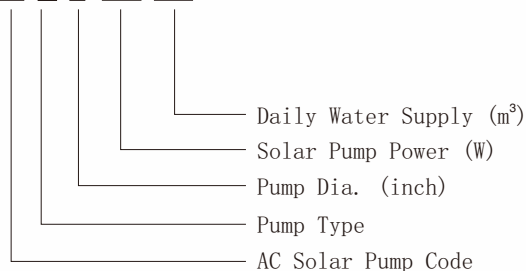 Daily Water Supply (m³)
Solar Pump Power (W)
Pump Dia. (inch)
Pump Type
AC Solar Pump Code